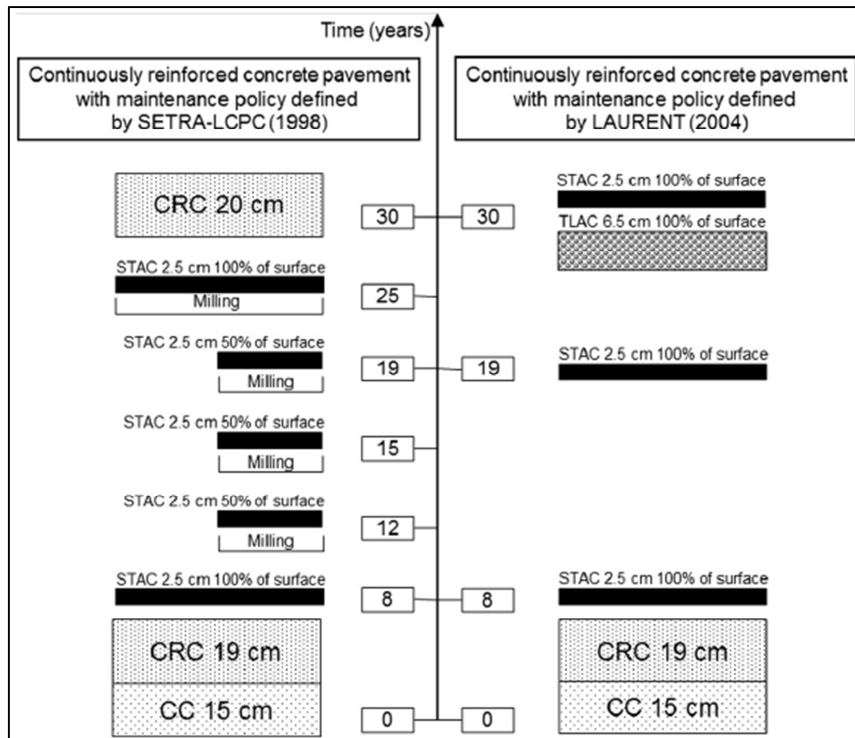 Time (years)
Continuously reinforced concrete pavement
with maintenance policy defined
by SETRA-LCPC (1998)
Continuously reinforced concrete pavement
with maintenance policy defined
by LAURENT (2004)
CRC 20 cm
30
30
STAC 2.5 cm 100% of surface
TLAC 6.5 cm 100% of surface
STAC 2.5 cm 100% of surface
Milling
25
STAC 2.5 cm 50% of surface
Milling
19
19
STAC 2.5 cm 100% of surface
STAC 2.5 cm 50% of surface
Milling
15
STAC 2.5 cm 50% of surface
Milling
12
STAC 2.5 cm 100% of surface
8
8
STAC 2.5 cm 100% of surface
CRC 19 cm
CC 15 cm
0
0
CRC 19 cm
CC 15 cm